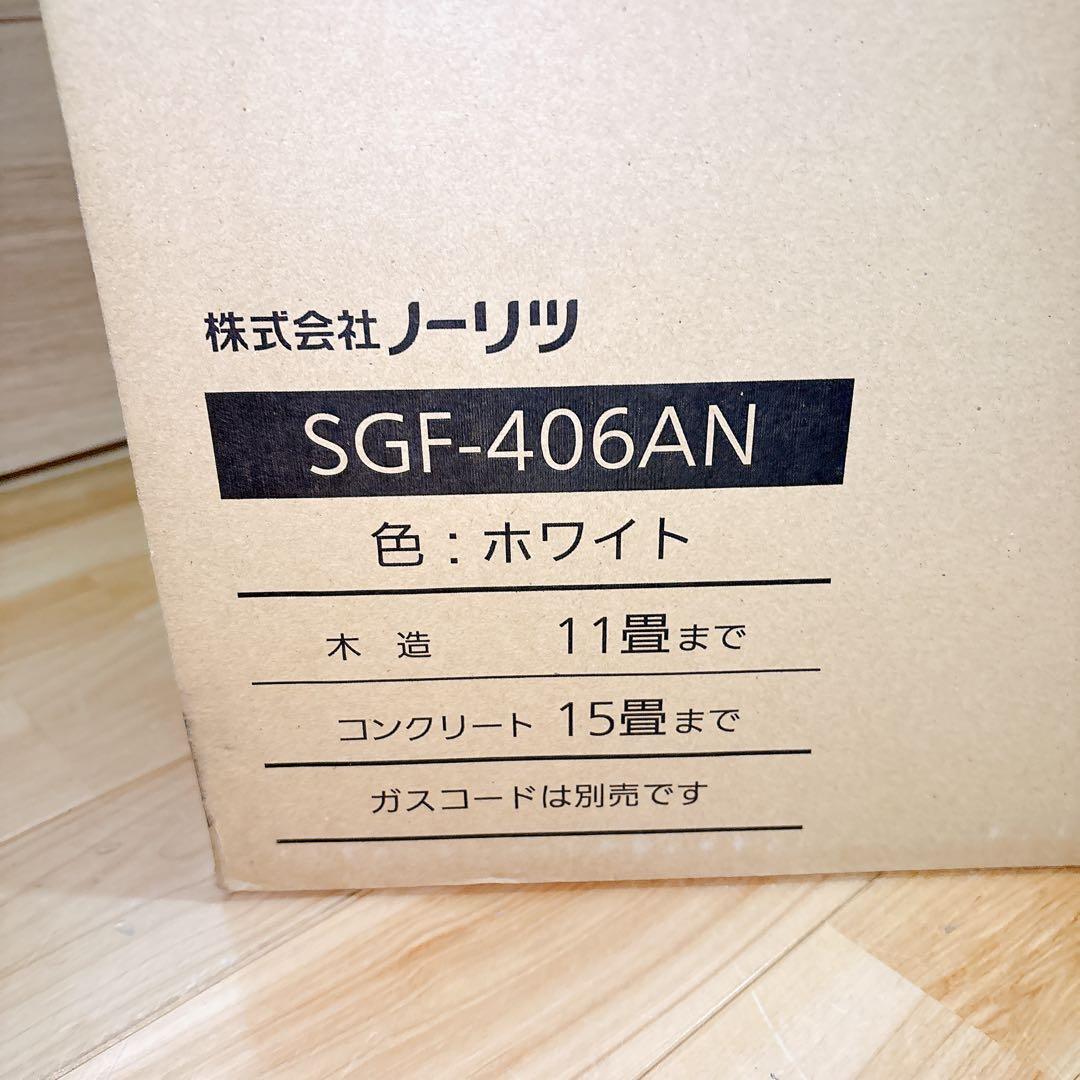 株式会社ノーリツ
SGF-406AN
色：ホワイト
木 造 11畳まで
コンクリート 15畳まで
ガスコードは別売です